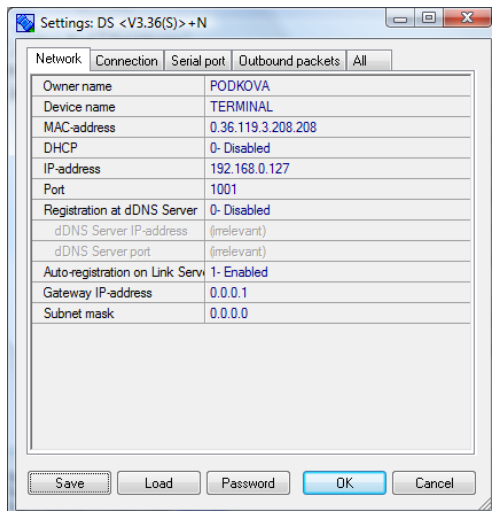 Settings: DS <V3.36(S)>+N
Network Connection Serial port Outbound packets All
Owner name PODKOVA
Device name TERMINAL
MAC-address 0.36.119.3.208.208
DHCP 0- Disabled
IP-address 192.168.0.127
Port 1001
Registration at dDNS Server 0- Disabled
dDNS Server IP-address (irrelevant)
dDNS Server port (irrelevant)
Auto-registration on Link Serve 1- Enabled
Gateway IP-address 0.0.0.1
Subnet mask 0.0.0.0
Save Load Password OK Cancel